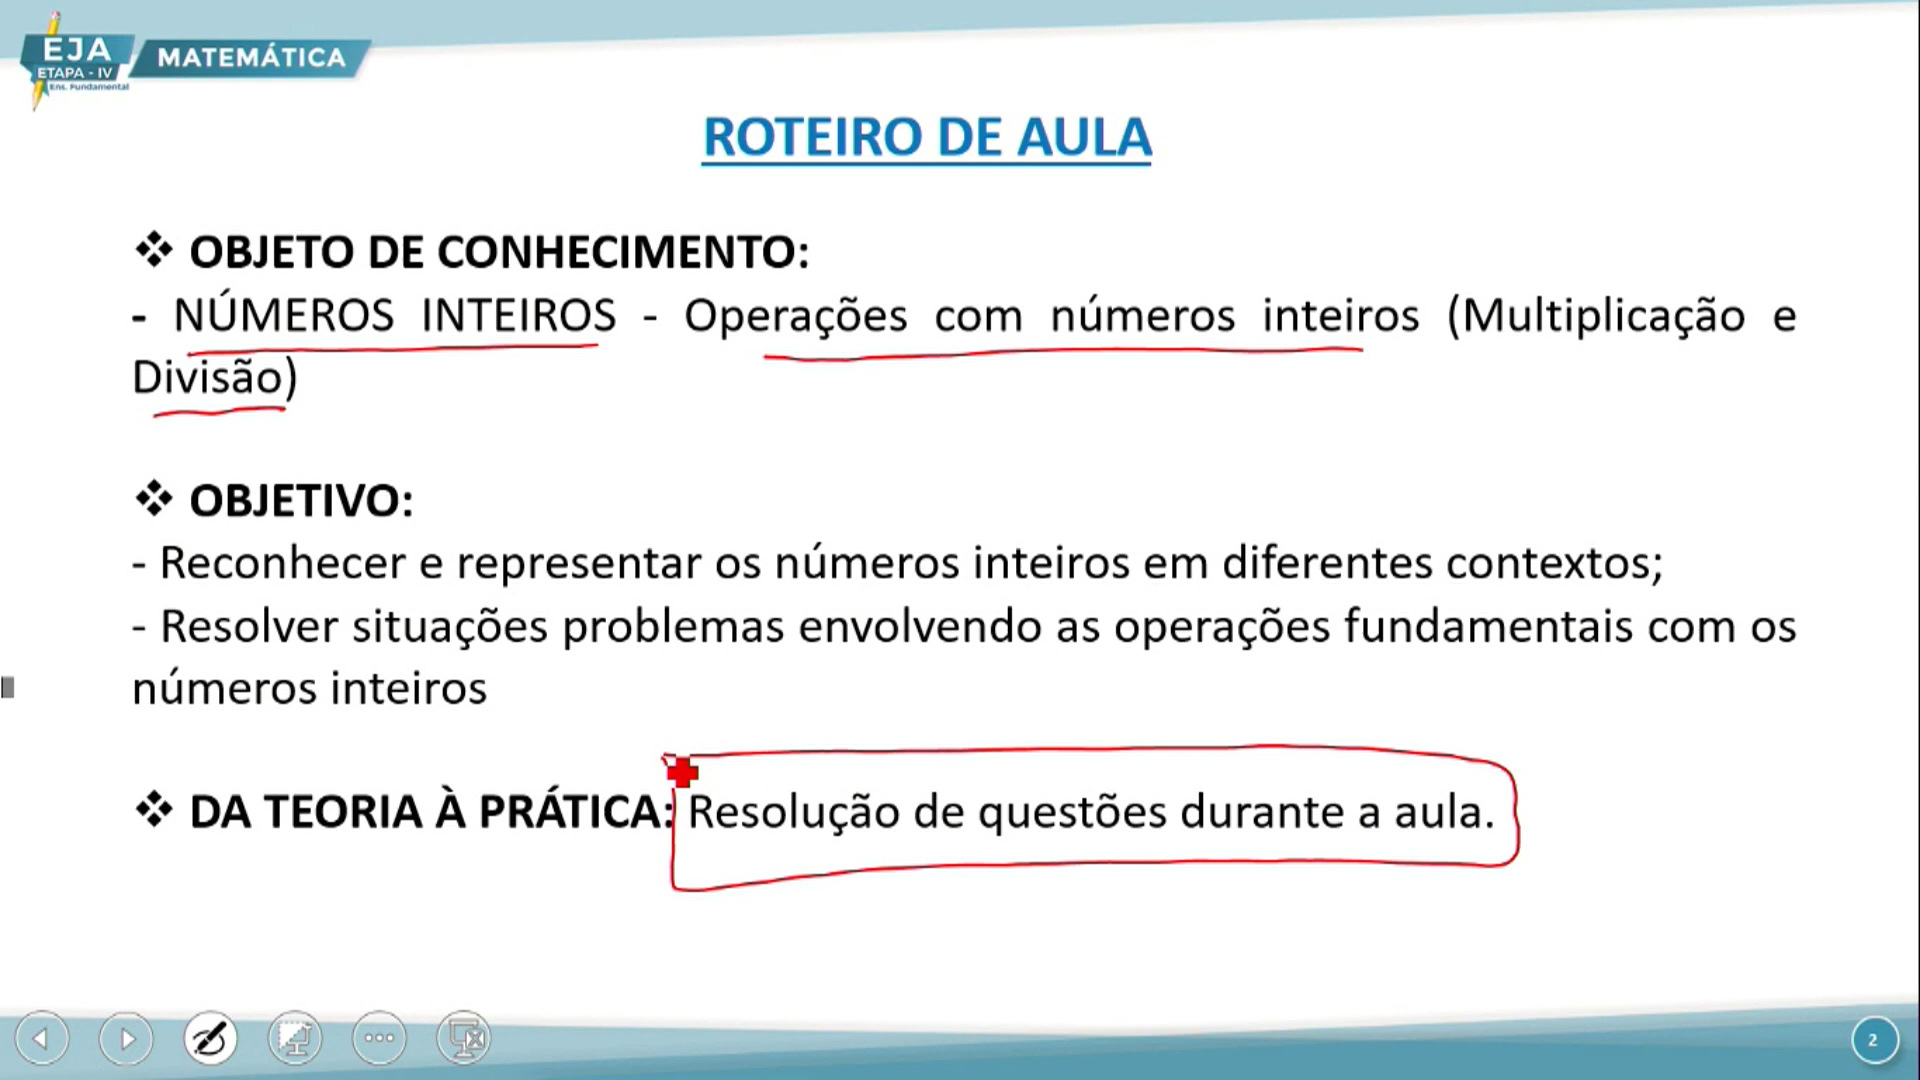 EJA
ETAPA - IV
Ens. Fundamental
MATEMÁTICA
ROTEIRO DE AULA
❖ OBJETO DE CONHECIMENTO:
- NÚMEROS INTEIROS - Operações com números inteiros (Multiplicação e
Divisão)
❖ OBJETIVO:
- Reconhecer e representar os números inteiros em diferentes contextos;
- Resolver situações problemas envolvendo as operações fundamentais com os
números inteiros
❖ DA TEORIA À PRÁTICA: Resolução de questões durante a aula.
2